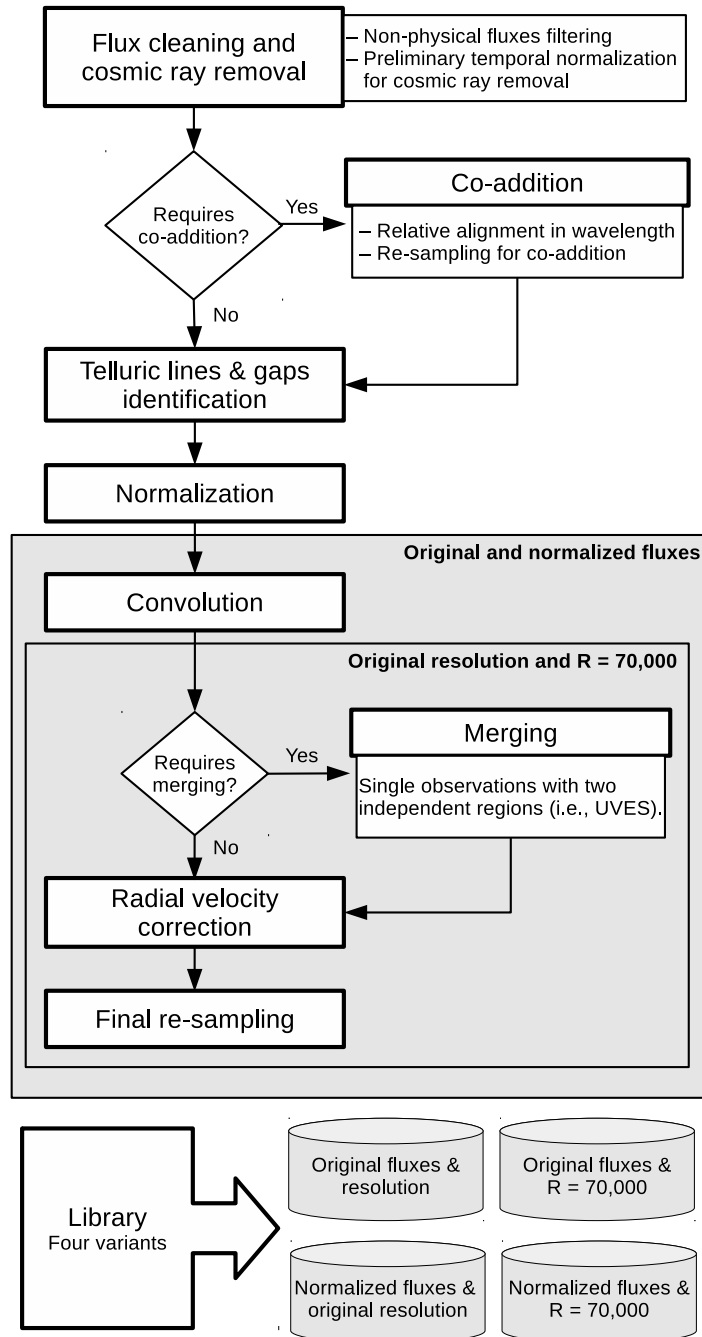 Flux cleaning and
cosmic ray removal
– Non-physical fluxes filtering
– Preliminary temporal normalization
for cosmic ray removal
Requires
co-addition?
Yes
Co-addition
– Relative alignment in wavelength
– Re-sampling for co-addition
No
Telluric lines & gaps
identification
Normalization
Original and normalized fluxes
Convolution
Original resolution and R = 70,000
Requires
merging?
Yes
Merging
Single observations with two
independent regions (i.e., UVES).
No
Radial velocity
correction
Final re-sampling
Library
Four variants
Original fluxes &
resolution
Original fluxes &
R = 70,000
Normalized fluxes &
original resolution
Normalized fluxes &
R = 70,000